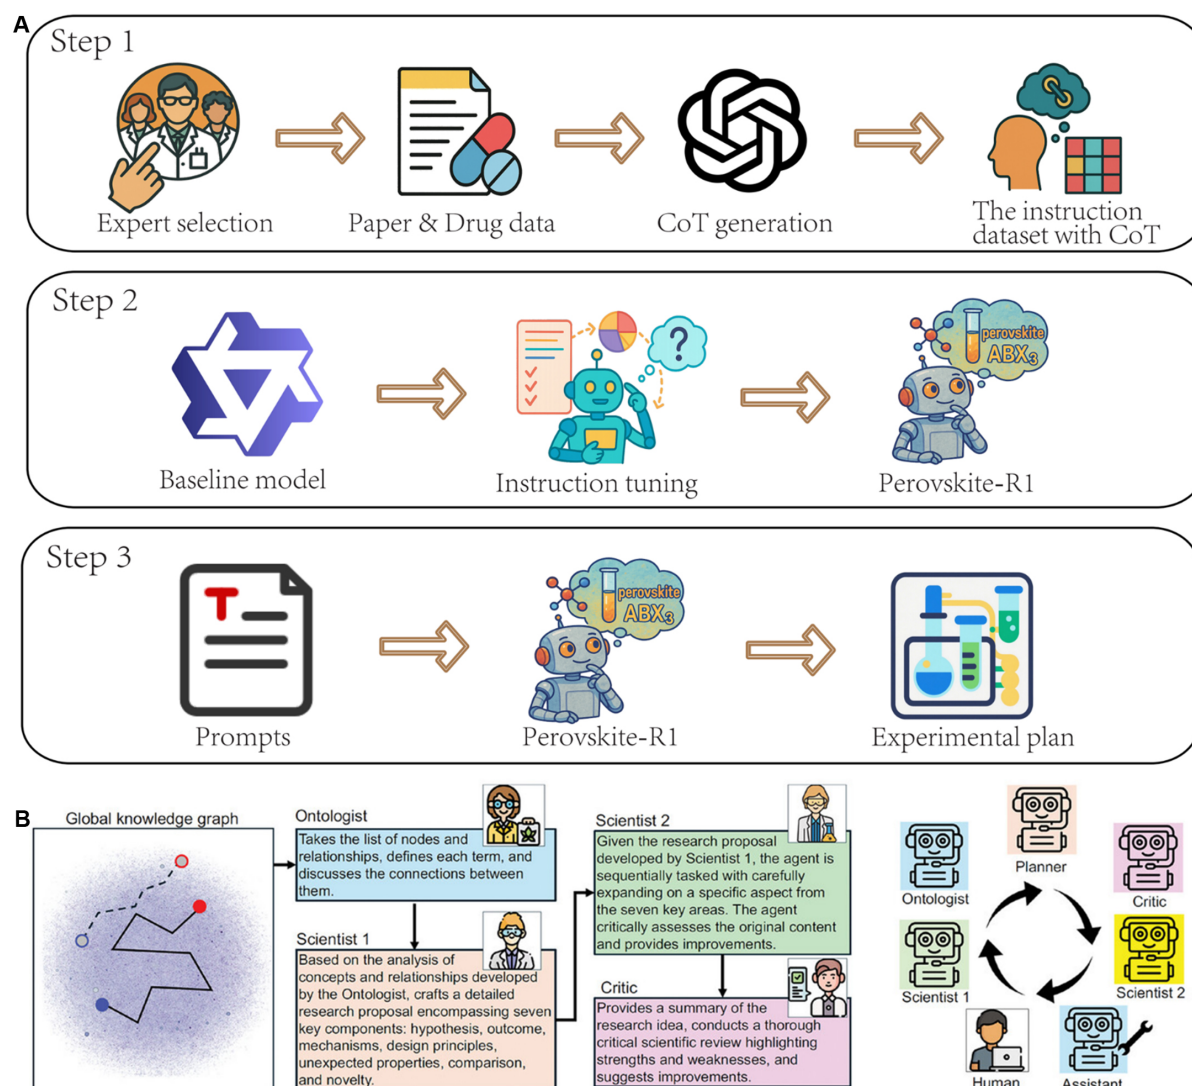 A
Step 1
Expert selection
Paper & Drug data
CoT generation
The instruction
dataset with CoT
Step 2
?
perovskite
ABX3
Baseline model
Instruction tuning
Perovskite-R1
Step 3
T
perovskite
ABX3
Prompts
Perovskite-R1
Experimental plan
B
Global knowledge graph
Ontologist
Takes the list of nodes and
relationships, defines each term, and
discusses the connections between
them.
Scientist 1
Based on the analysis of
concepts and relationships developed
by the Ontologist, crafts a detailed
research proposal encompassing seven
key components: hypothesis, outcome,
mechanisms, design principles,
unexpected properties, comparison,
and novelty.
Scientist 2
Given the research proposal
developed by Scientist 1, the agent is
sequentially tasked with carefully
expanding on a specific aspect from
the seven key areas. The agent
critically assesses the original content
and provides improvements.
Critic
Provides a summary of the
research idea, conducts a thorough
critical scientific review highlighting
strengths and weaknesses, and
suggests improvements.
Planner
Ontologist
Critic
Scientist 1
Scientist 2
Human
Assistant